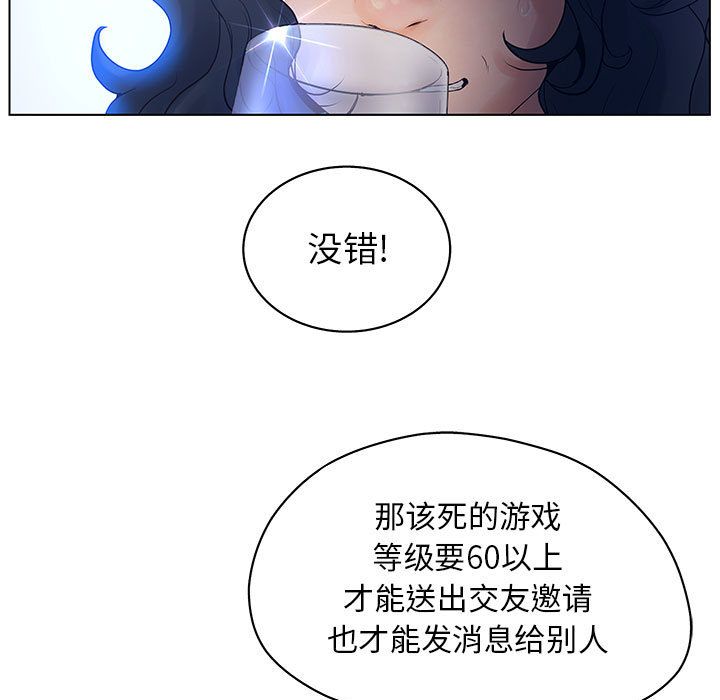 没错!
那该死的游戏
等级要60以上
才能送出交友邀请
也才能发消息给别人